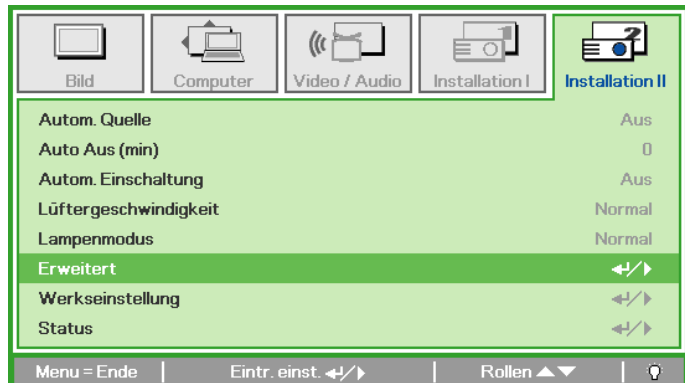 Bild Computer Video / Audio Installation I Installation II
Autom. Quelle Aus
Auto Aus (min) 0
Autom. Einschaltung Aus
Lüftergeschwindigkeit Normal
Lampenmodus Normal
Erweitert
Werkseinstellung
Status
Menu = Ende | Eintr. einst. ↵/▶ | Rollen ▲▼ |